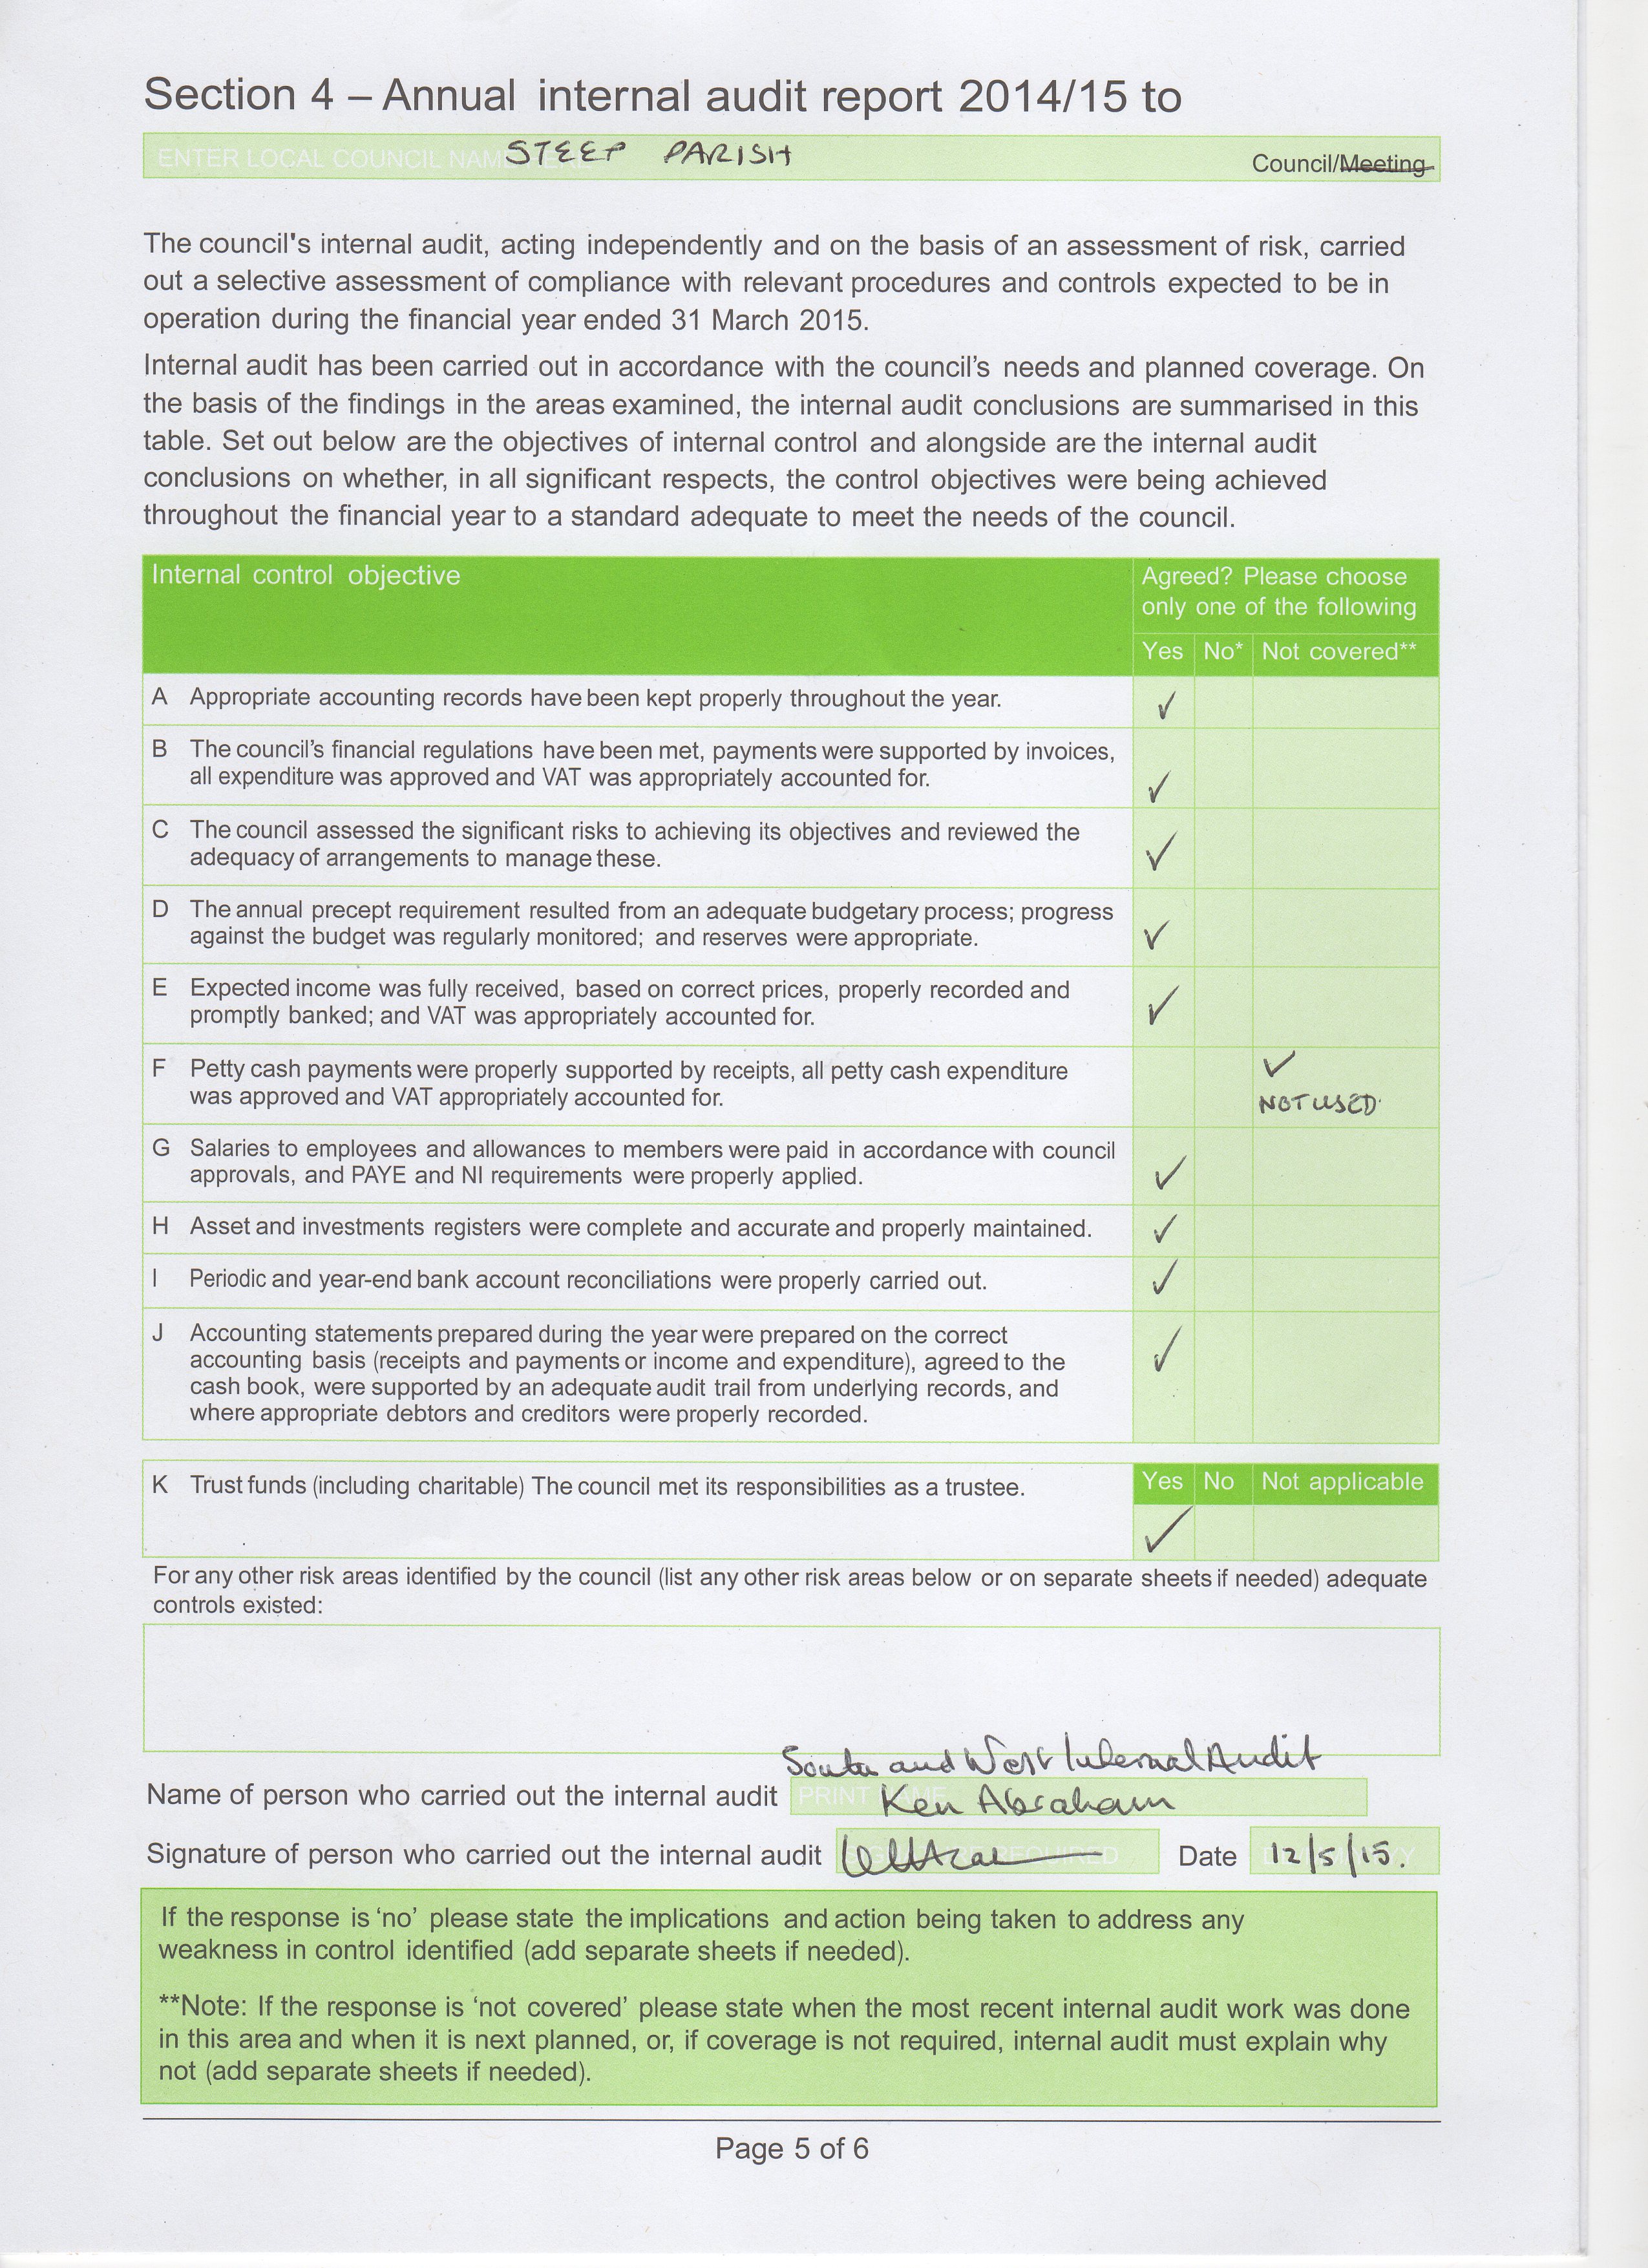 Section 4 – Annual internal audit report 2014/15 to
ENTER LOCAL COUNCIL NAM STEEP PARISH Council/Meeting
The council's internal audit, acting independently and on the basis of an assessment of risk, carried
out a selective assessment of compliance with relevant procedures and controls expected to be in
operation during the financial year ended 31 March 2015.
Internal audit has been carried out in accordance with the council's needs and planned coverage. On
the basis of the findings in the areas examined, the internal audit conclusions are summarised in this
table. Set out below are the objectives of internal control and alongside are the internal audit
conclusions on whether, in all significant respects, the control objectives were being achieved
throughout the financial year to a standard adequate to meet the needs of the council.
Internal control objective
Agreed? Please choose
only one of the following
Yes No* Not covered**
A Appropriate accounting records have been kept properly throughout the year. ✓
B The council's financial regulations have been met, payments were supported by invoices,
all expenditure was approved and VAT was appropriately accounted for. ✓
C The council assessed the significant risks to achieving its objectives and reviewed the
adequacy of arrangements to manage these. ✓
D The annual precept requirement resulted from an adequate budgetary process; progress
against the budget was regularly monitored; and reserves were appropriate. ✓
E Expected income was fully received, based on correct prices, properly recorded and
promptly banked; and VAT was appropriately accounted for. ✓
F Petty cash payments were properly supported by receipts, all petty cash expenditure ✓
was approved and VAT appropriately accounted for. NOT USED
G Salaries to employees and allowances to members were paid in accordance with council
approvals, and PAYE and NI requirements were properly applied. ✓
H Asset and investments registers were complete and accurate and properly maintained. ✓
I Periodic and year-end bank account reconciliations were properly carried out. ✓
J Accounting statements prepared during the year were prepared on the correct
accounting basis (receipts and payments or income and expenditure), agreed to the ✓
cash book, were supported by an adequate audit trail from underlying records, and
where appropriate debtors and creditors were properly recorded.
K Trust funds (including charitable) The council met its responsibilities as a trustee. Yes No Not applicable
✓
For any other risk areas identified by the council (list any other risk areas below or on separate sheets if needed) adequate
controls existed:
South and West Internal Audit
Name of person who carried out the internal audit PRINT NAME Ken Abraham
Signature of person who carried out the internal audit REQUIRED Date 12/5/15.
If the response is 'no' please state the implications and action being taken to address any
weakness in control identified (add separate sheets if needed).
**Note: If the response is 'not covered' please state when the most recent internal audit work was done
in this area and when it is next planned, or, if coverage is not required, internal audit must explain why
not (add separate sheets if needed).
Page 5 of 6